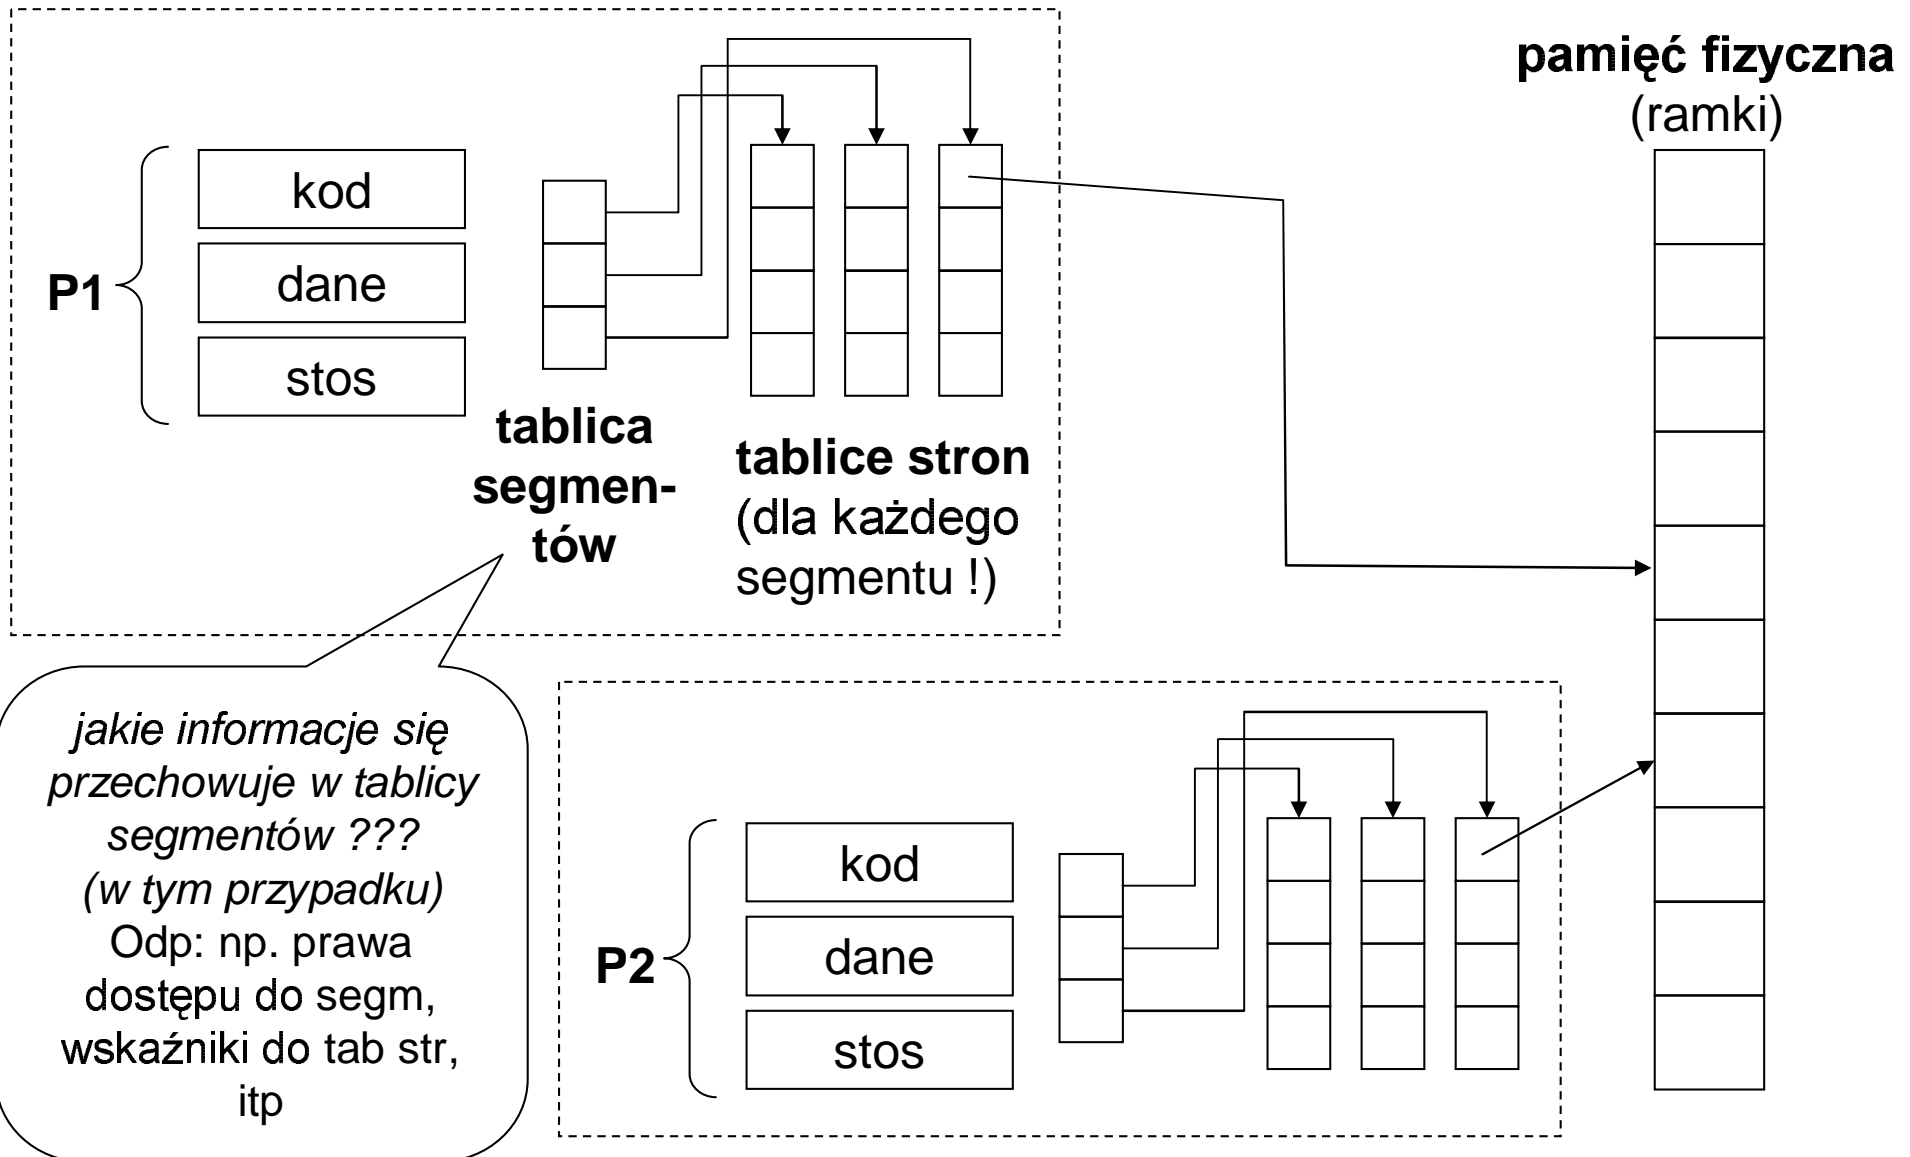 pamięć fizyczna
(ramki)
P1
kod
dane
stos
tablica
segmen-
tów
tablice stron
(dla każdego
segmentu !)
jakie informacje się
przechowuje w tablicy
segmentów ???
(w tym przypadku)
Odp: np. prawa
dostępu do segm,
wskaźniki do tab str,
itp
P2
kod
dane
stos